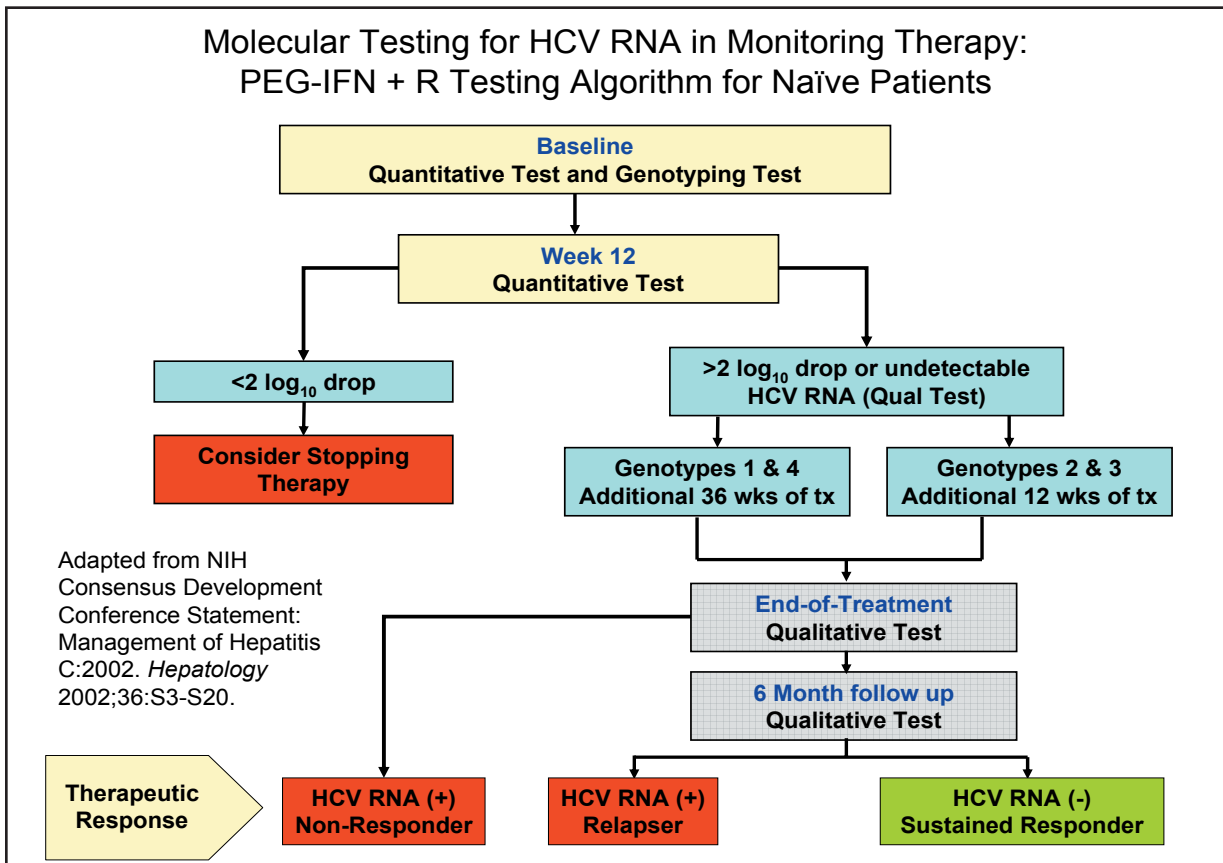 Molecular Testing for HCV RNA in Monitoring Therapy:
PEG-IFN + R Testing Algorithm for Naïve Patients
Baseline
Quantitative Test and Genotyping Test
Week 12
Quantitative Test
<2 log10 drop
>2 log10 drop or undetectable
HCV RNA (Qual Test)
Consider Stopping
Therapy
Genotypes 1 & 4
Additional 36 wks of tx
Genotypes 2 & 3
Additional 12 wks of tx
Adapted from NIH
Consensus Development
Conference Statement:
Management of Hepatitis
C:2002. Hepatology
2002;36:S3-S20.
End-of-Treatment
Qualitative Test
6 Month follow up
Qualitative Test
Therapeutic
Response
HCV RNA (+)
Non-Responder
HCV RNA (+)
Relapser
HCV RNA (-)
Sustained Responder